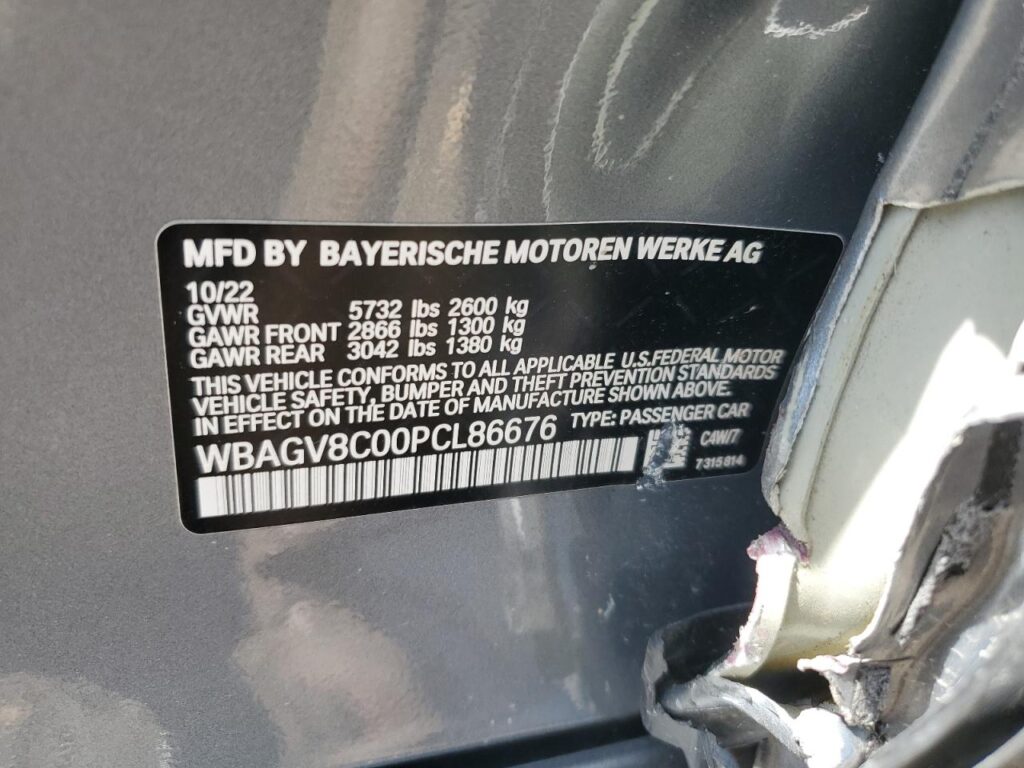 MFD BY BAYERISCHE MOTOREN WERKE AG
10/22
GVWR 5732 lbs 2600 kg
GAWR FRONT 2866 lbs 1300 kg
GAWR REAR 3042 lbs 1380 kg
THIS VEHICLE CONFORMS TO ALL APPLICABLE U.S.FEDERAL MOTOR
VEHICLE SAFETY, BUMPER AND THEFT PREVENTION STANDARDS
IN EFFECT ON THE DATE OF MANUFACTURE SHOWN ABOVE.
WBAGV8C00PCL86676 TYPE: PASSENGER CAR
C4W/7
7315814